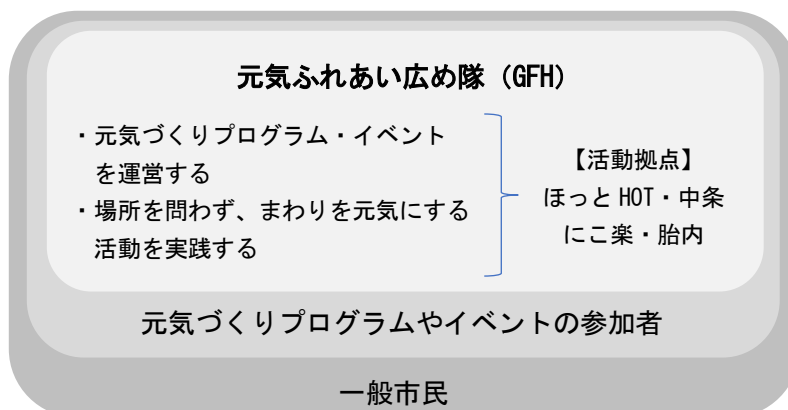 元気ふれあい広め隊（GFH）
・元気づくりプログラム・イベント
を運営する
・場所を問わず、まわりを元気にする
活動を実践する
【活動拠点】
ほっと HOT・中条
にこ楽・胎内
元気づくりプログラムやイベントの参加者
一般市民